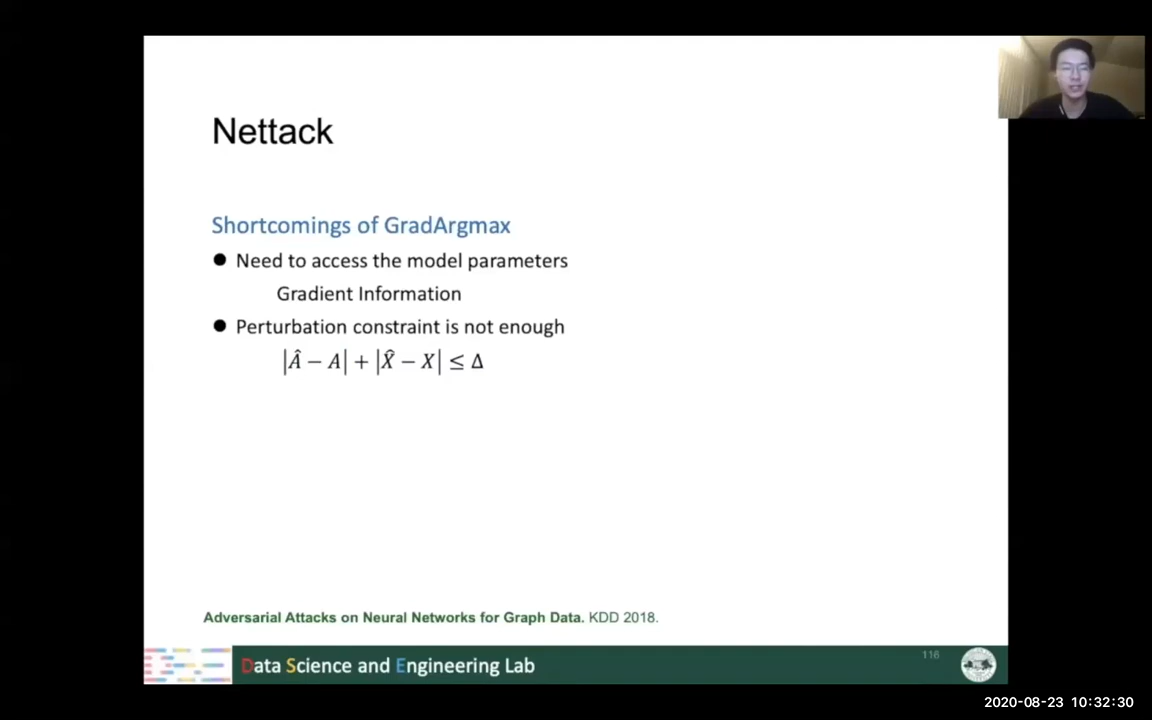 Nettack
Shortcomings of GradArgmax
● Need to access the model parameters
Gradient Information
● Perturbation constraint is not enough
|Â − A| + |X̂ − X| ≤ Δ
Adversarial Attacks on Neural Networks for Graph Data. KDD 2018.
Data Science and Engineering Lab
116
2020-08-23 10:32:30